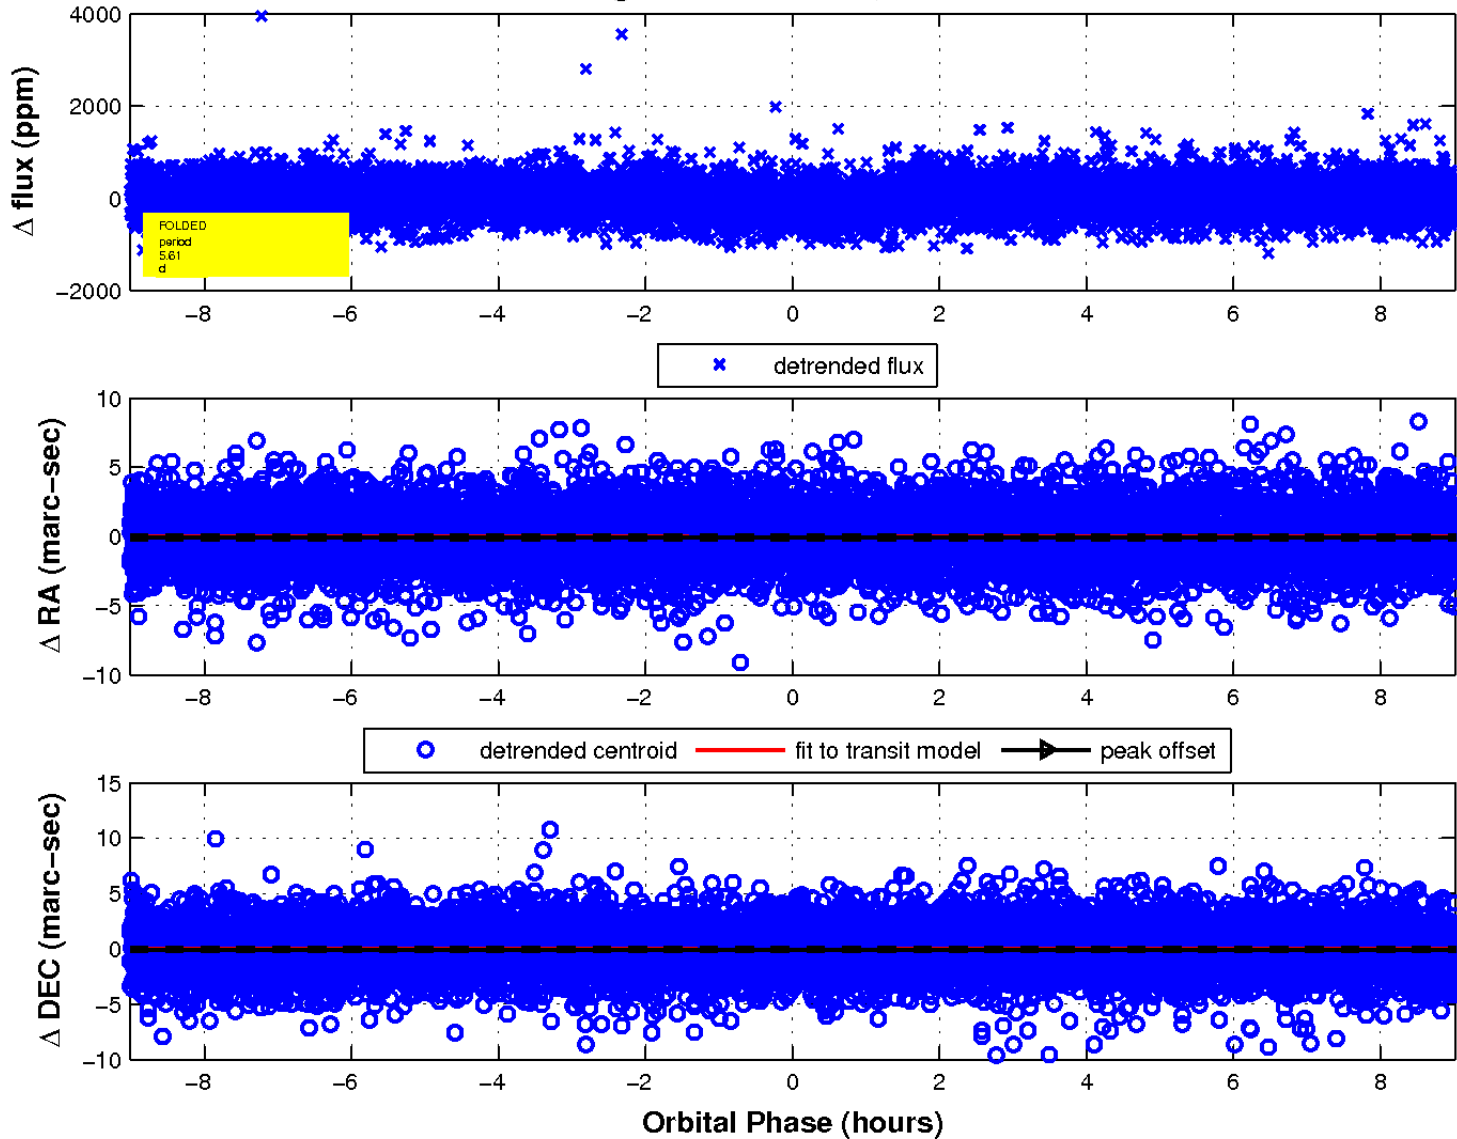 4000
2000
0
−2000
Δ flux (ppm)
FOLDED
period
5.61
d
−8 −6 −4 −2 0 2 4 6 8
detrended flux
10
5
0
−5
−10
Δ RA (marc−sec)
−8 −6 −4 −2 0 2 4 6 8
detrended centroid fit to transit model peak offset
15
10
5
0
−5
−10
Δ DEC (marc−sec)
−8 −6 −4 −2 0 2 4 6 8
Orbital Phase (hours)